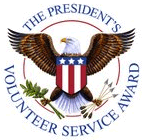 THE PRESIDENT'S
VOLUNTEER SERVICE AWARD